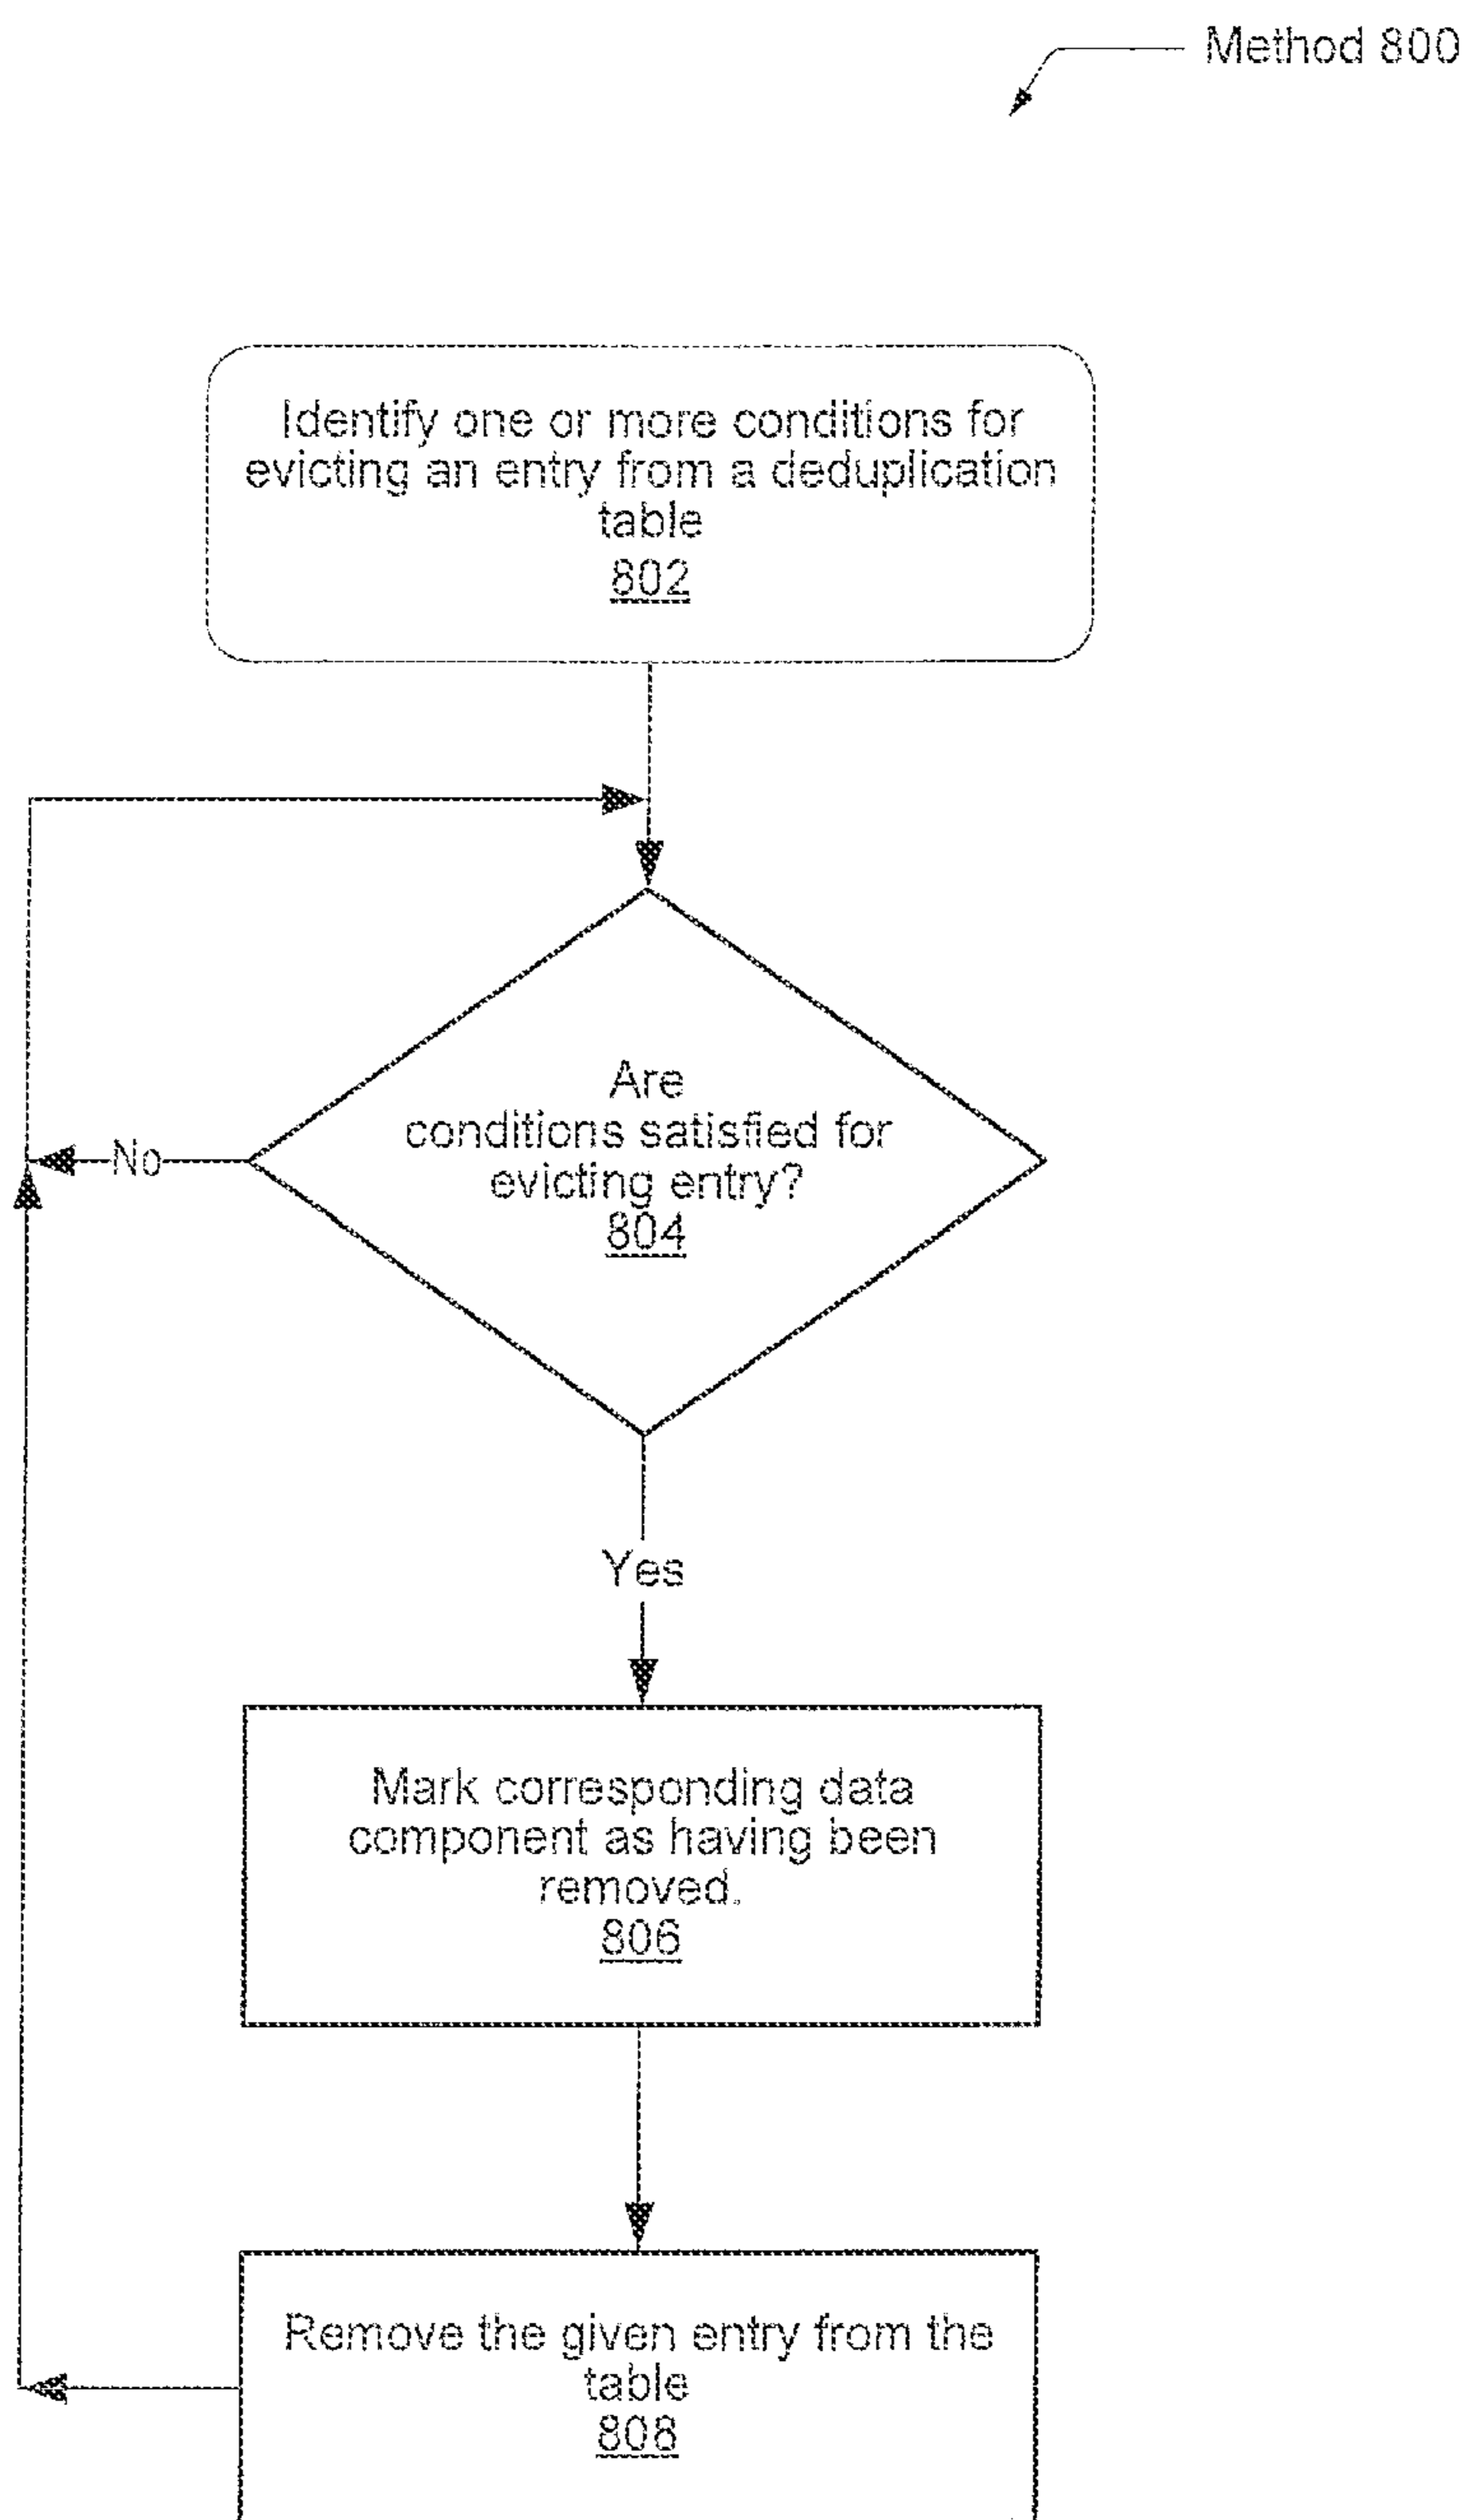 Method 800
Identify one or more conditions for
evicting an entry from a deduplication
table
802
Are
conditions satisfied for
evicting entry?
804
No
Yes
Mark corresponding data
component as having been
removed.
806
Remove the given entry from the
table
808